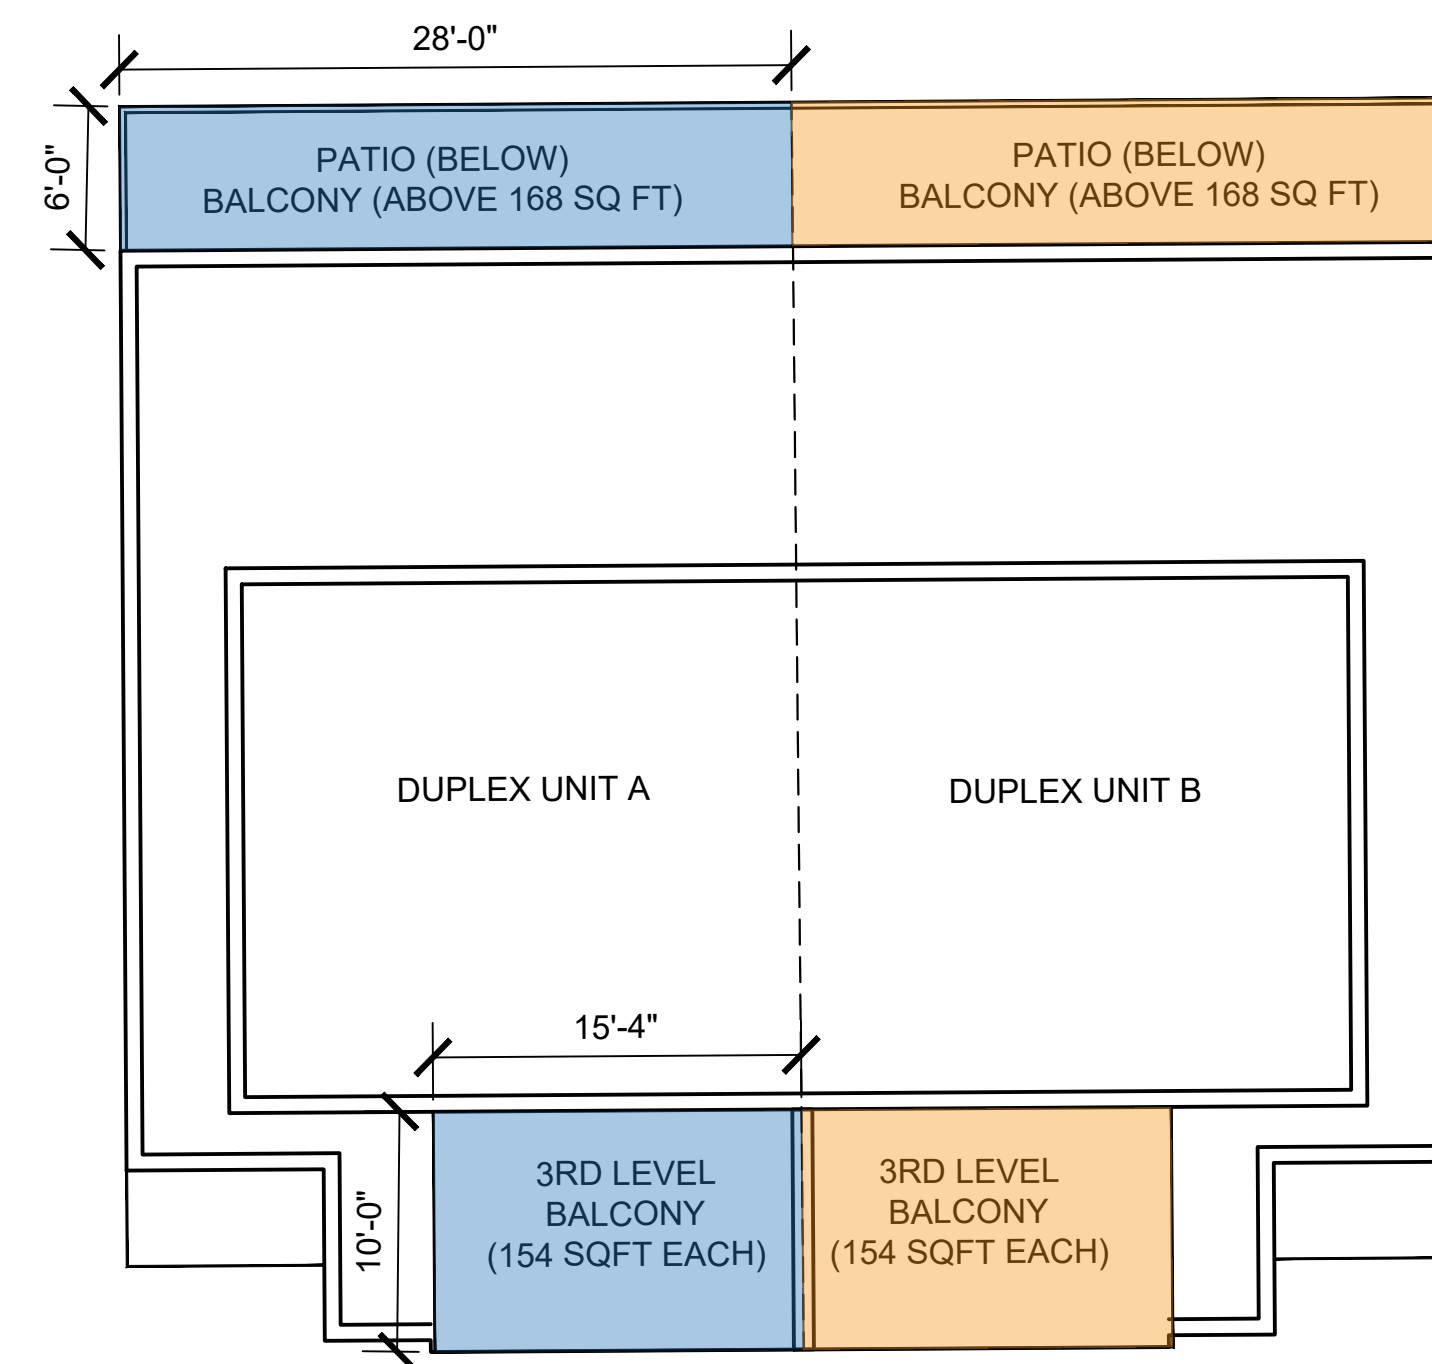 28'-0"
6'-0"
PATIO (BELOW)
BALCONY (ABOVE 168 SQ FT)
PATIO (BELOW)
BALCONY (ABOVE 168 SQ FT)
DUPLEX UNIT A
DUPLEX UNIT B
15'-4"
10'-0"
3RD LEVEL
BALCONY
(154 SQFT EACH)
3RD LEVEL
BALCONY
(154 SQFT EACH)